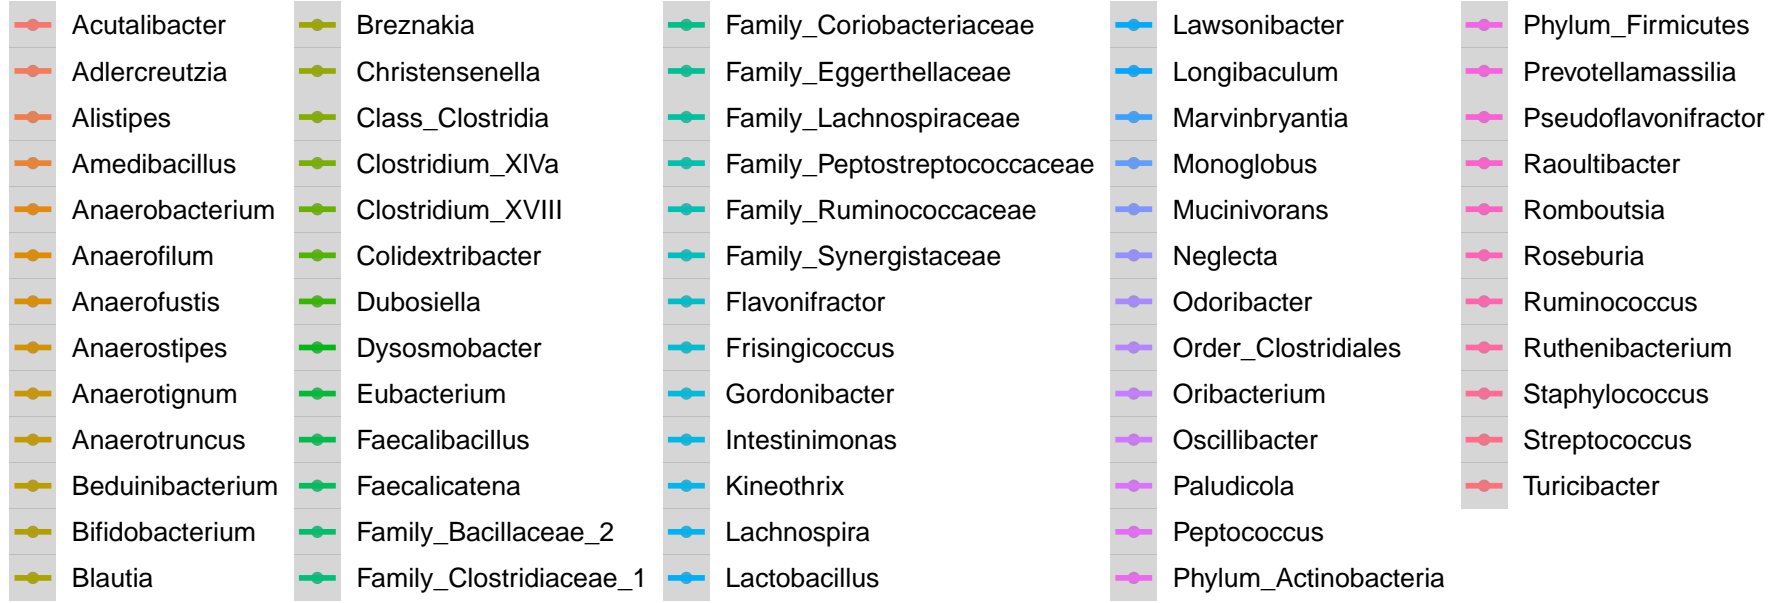 Acutalibacter
Adlercreutzia
Alistipes
Amedibacillus
Anaerobacterium
Anaerofilum
Anaerofustis
Anaerostipes
Anaerotignum
Anaerotruncus
Beduinibacterium
Bifidobacterium
Blautia
Breznakia
Christensenella
Class_Clostridia
Clostridium_XIVa
Clostridium_XVIII
Colidextribacter
Dubosiella
Dysosmobacter
Eubacterium
Faecalibacillus
Faecalicatena
Family_Bacillaceae_2
Family_Clostridiaceae_1
Family_Coriobacteriaceae
Family_Eggerthellaceae
Family_Lachnospiraceae
Family_Peptostreptococcaceae
Family_Ruminococcaceae
Family_Synergistaceae
Flavonifractor
Frisingicoccus
Gordonibacter
Intestinimonas
Kineothrix
Lachnospira
Lactobacillus
Lawsonibacter
Longibaculum
Marvinbryantia
Monoglobus
Mucinivorans
Neglecta
Odoribacter
Order_Clostridiales
Oribacterium
Oscillibacter
Paludicola
Peptococcus
Phylum_Actinobacteria
Phylum_Firmicutes
Prevotellamassilia
Pseudoflavonifractor
Raoultibacter
Romboutsia
Roseburia
Ruminococcus
Ruthenibacterium
Staphylococcus
Streptococcus
Turicibacter